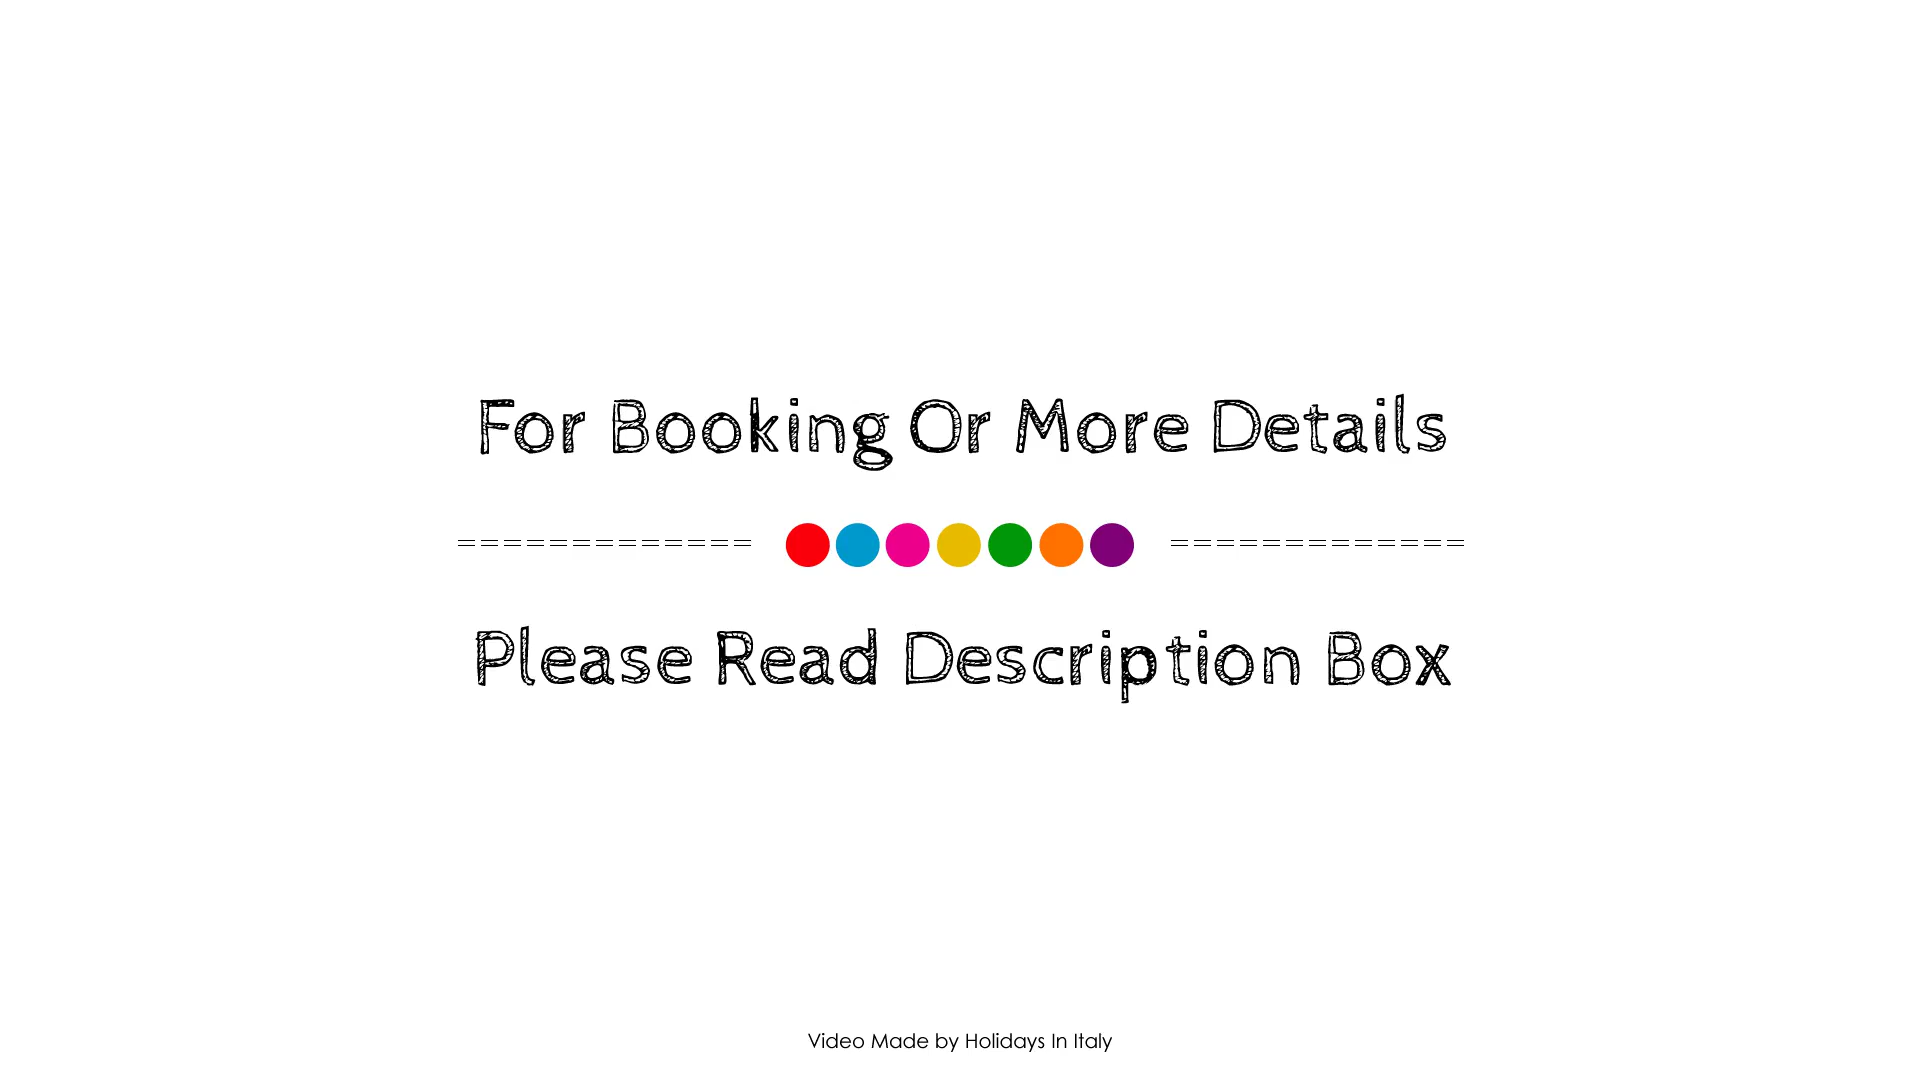 For Booking Or More Details
============= =============
Please Read Description Box
Video Made by Holidays In Italy